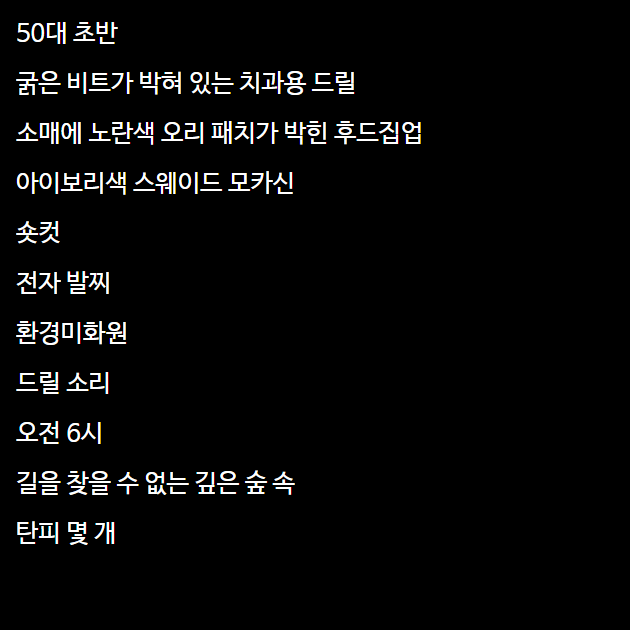 50대 초반
굵은 비트가 박혀 있는 치과용 드릴
소매에 노란색 오리 패치가 박힌 후드집업
아이보리색 스웨이드 모카신
숏컷
전자 발찌
환경미화원
드릴 소리
오전 6시
길을 찾을 수 없는 깊은 숲 속
탄피 몇 개